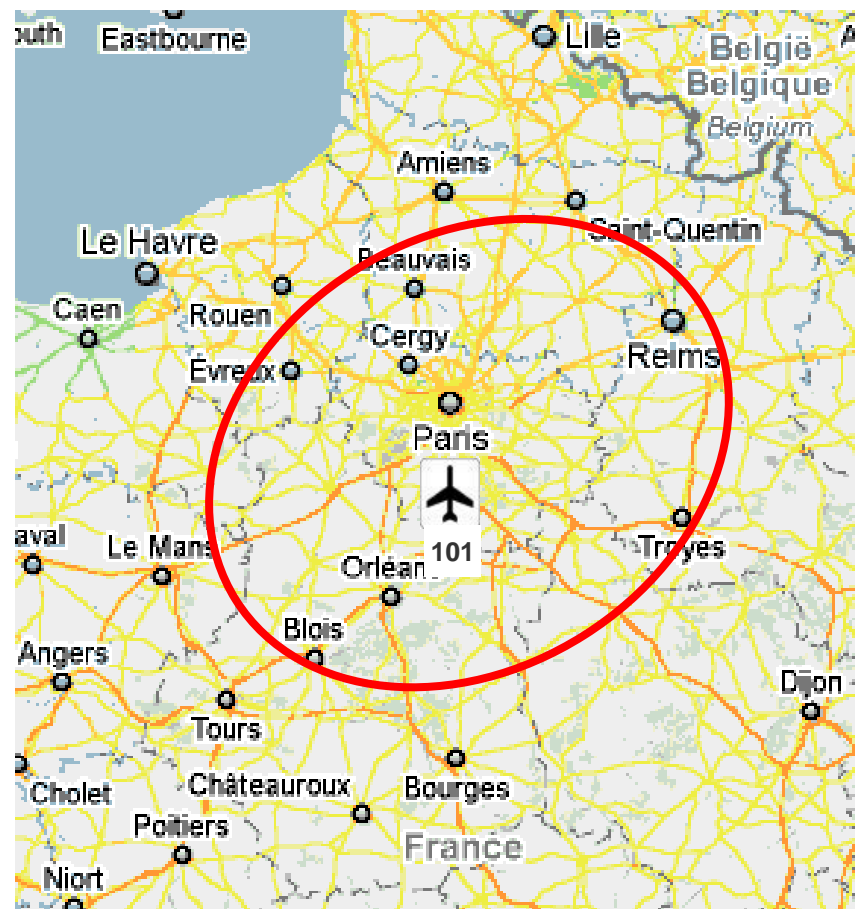 Eastbourne
Lille
België
Belgique
Belgium
Amiens
Saint-Quentin
Le Havre
Beauvais
Caen
Rouen
Cergy
Reims
Évreux
Paris
101
Le Mans
Troyes
Orléans
Blois
Angers
Dijon
Tours
Cholet
Châteauroux
Bourges
Poitiers
France
Niort